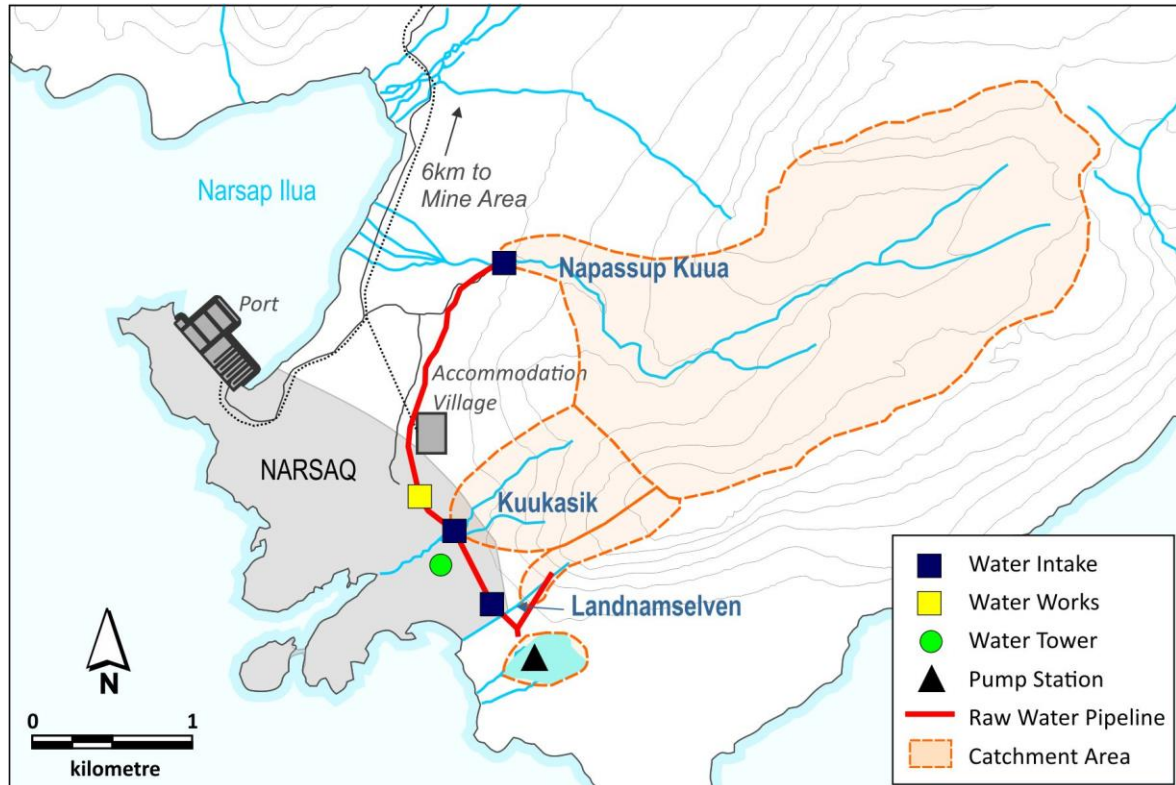 6km to
Mine Area
Narsap Ilua
Napassup Kuua
Port
Accommodation
Village
NARSAQ
Kuukasik
Landnamselven
N
0 1
kilometre
Water Intake
Water Works
Water Tower
Pump Station
Raw Water Pipeline
Catchment Area